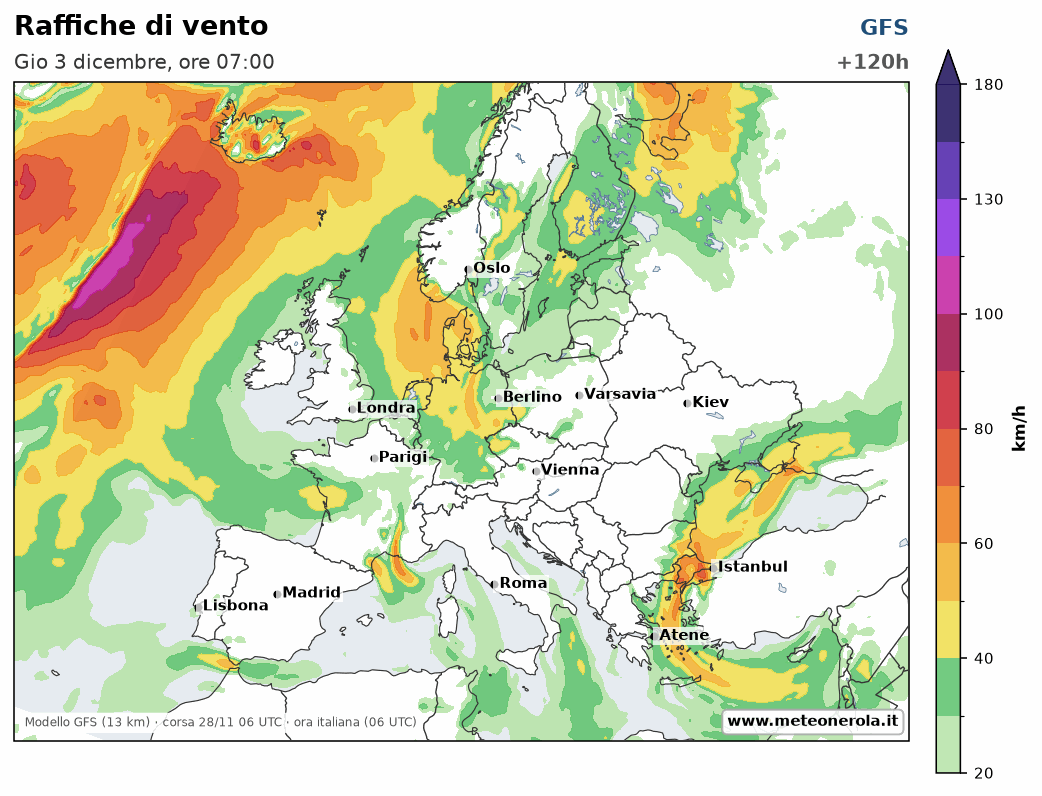 Raffiche di vento
GFS
Gio 3 dicembre, ore 07:00
+120h
180
130
100
80
60
40
20
km/h
Oslo
Berlino
Varsavia
Kiev
Londra
Parigi
Vienna
Istanbul
Roma
Madrid
Lisbona
Atene
Modello GFS (13 km) · corsa 28/11 06 UTC · ora italiana (06 UTC)
www.meteonerola.it